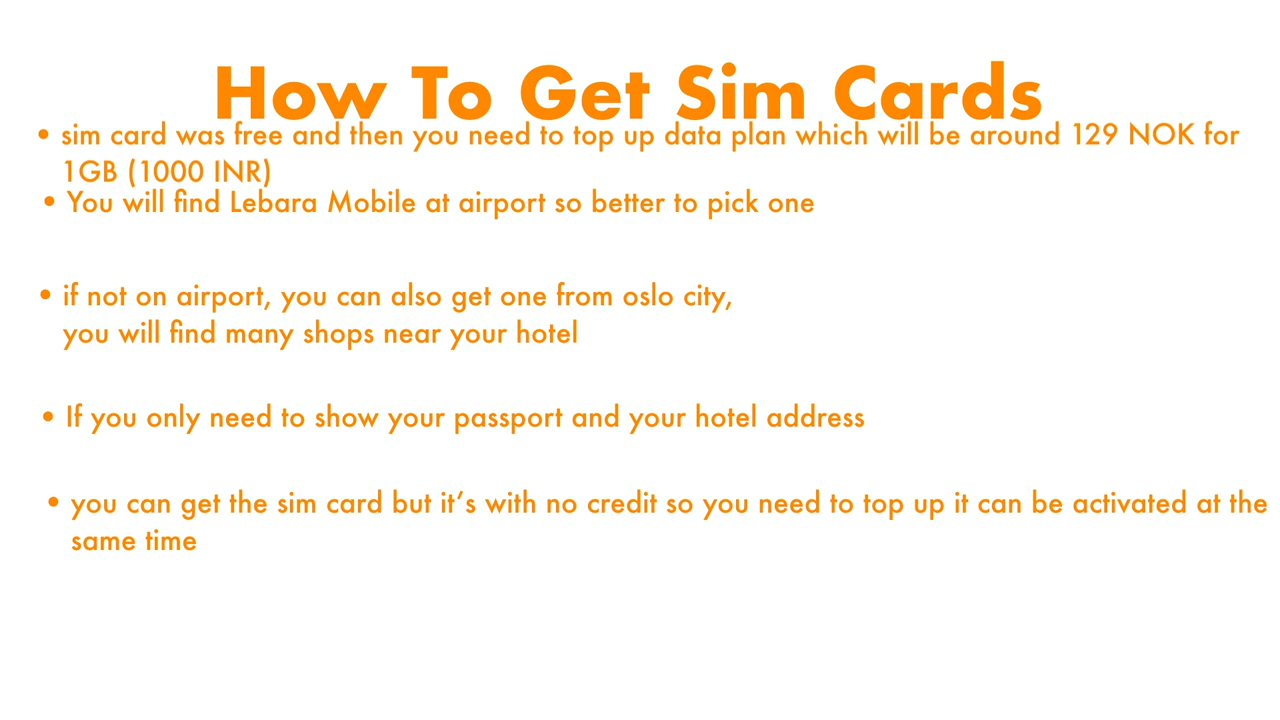 How To Get Sim Cards
• sim card was free and then you need to top up data plan which will be around 129 NOK for
1GB (1000 INR)
• You will find Lebara Mobile at airport so better to pick one
• if not on airport, you can also get one from oslo city,
you will find many shops near your hotel
• If you only need to show your passport and your hotel address
• you can get the sim card but it’s with no credit so you need to top up it can be activated at the
same time